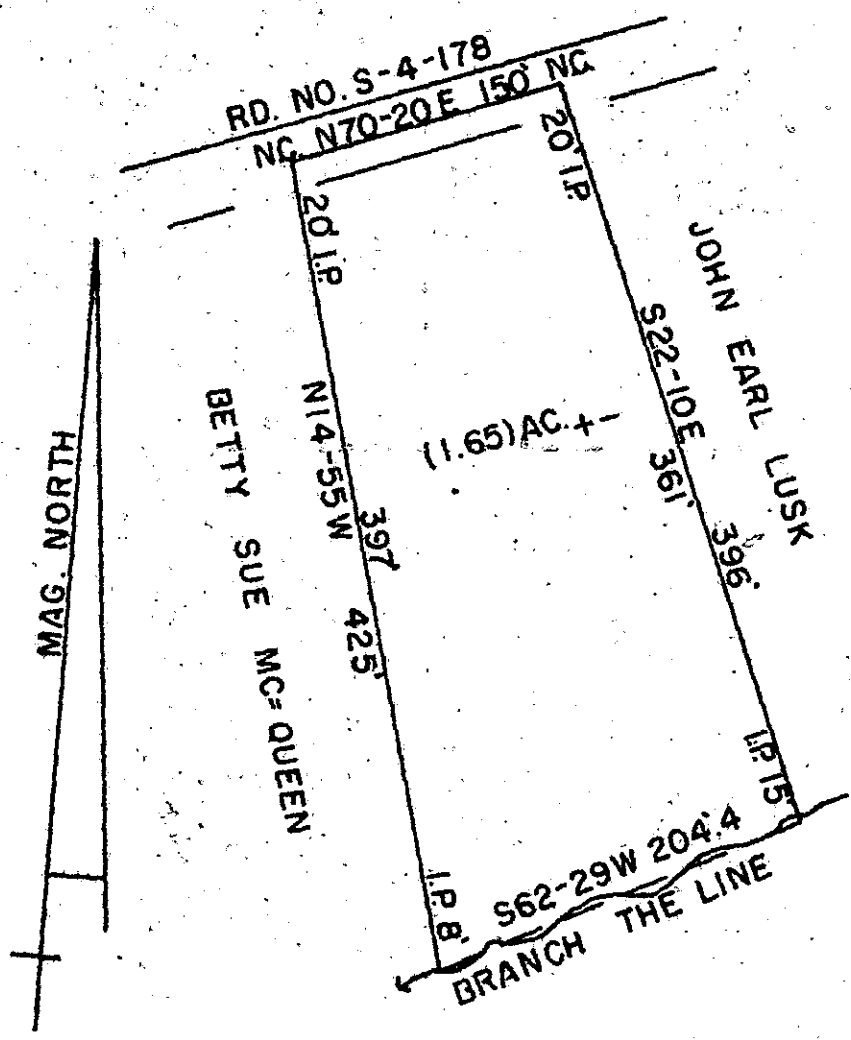 RD. NO. S-4-178
NC. N70-20E 150' NC.
20' I.P.
20' I.P.
JOHN EARL LUSK
S22-10E 361' 396'
N14-55W 397' 425'
(1.65) AC. + -
BETTY SUE MC=QUEEN
MAG. NORTH
I.P. 15'
I.P. 8'
S62-29W 204'.4
BRANCH THE LINE